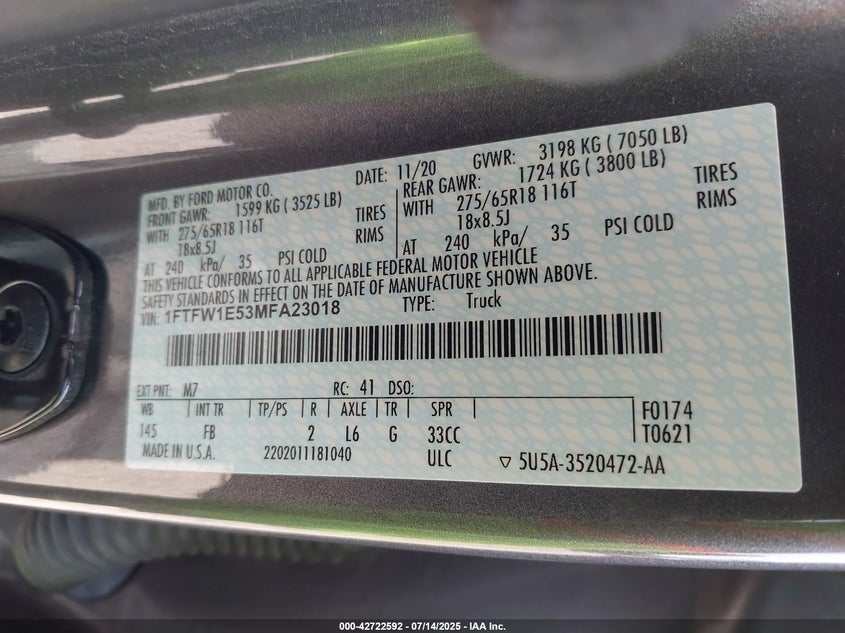 MFD. BY FORD MOTOR CO. DATE: 11/20 GVWR: 3198 KG ( 7050 LB)
FRONT GAWR: 1599 KG ( 3525 LB) REAR GAWR: 1724 KG ( 3800 LB)
WITH 275/65R18 116T TIRES WITH 275/65R18 116T TIRES
18x8.5J RIMS 18x8.5J RIMS
AT 240 kPa/ 35 PSI COLD AT 240 kPa/ 35 PSI COLD
THIS VEHICLE CONFORMS TO ALL APPLICABLE FEDERAL MOTOR VEHICLE
SAFETY STANDARDS IN EFFECT ON THE DATE OF MANUFACTURE SHOWN ABOVE.
VIN: 1FTFW1E53MFA23018 TYPE: Truck
EXT PNT: M7 RC: 41 DSO:
WB INT TR TP/PS R AXLE TR SPR F0174
145 FB 2 L6 G 33CC T0621
MADE IN U.S.A. 2202011181040 ULC ▽ 5U5A-3520472-AA
000-42722592 - 07/14/2025 - IAA Inc.